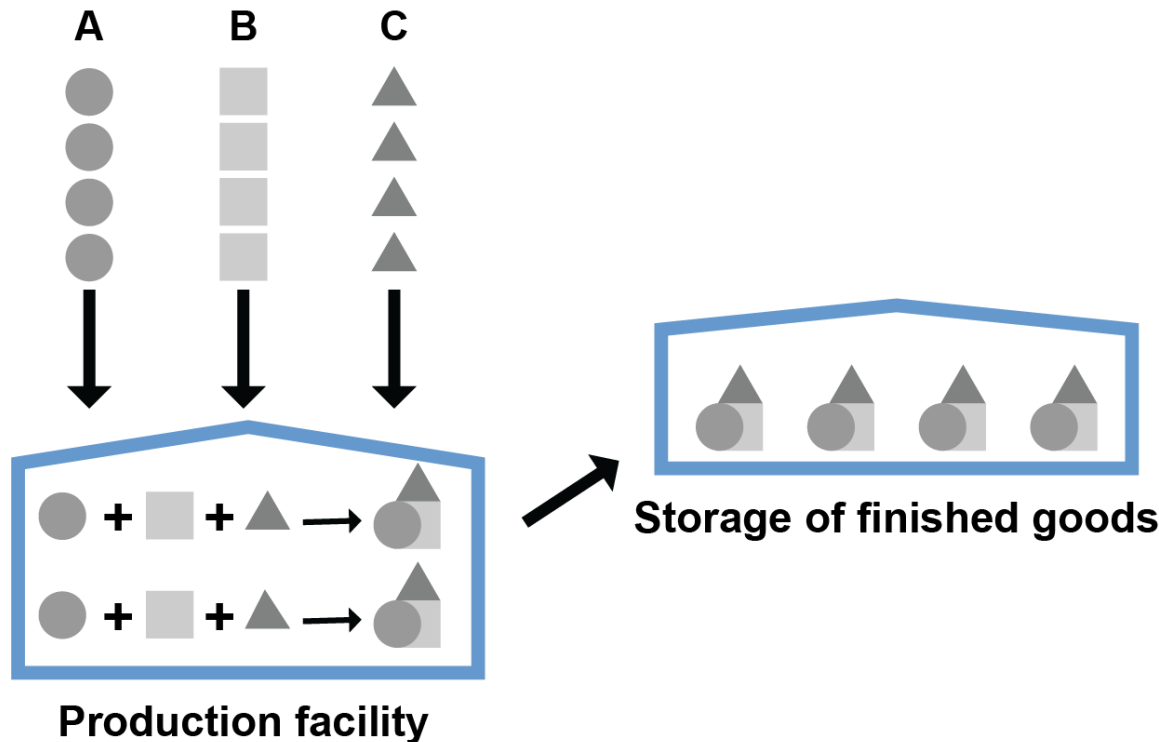 A B C
+ +
+ +
Production facility
Storage of finished goods